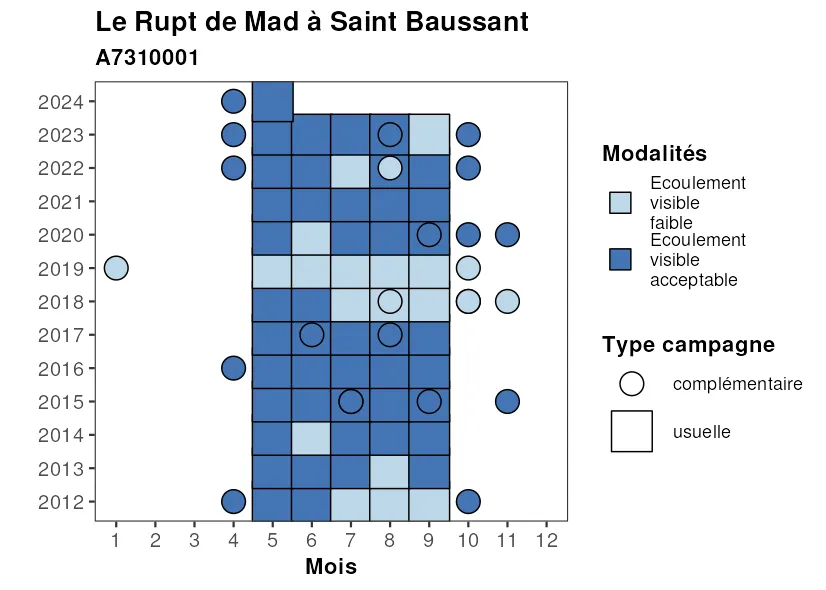 Le Rupt de Mad à Saint Baussant
A7310001
2024
2023
2022
2021
2020
2019
2018
2017
2016
2015
2014
2013
2012
1 2 3 4 5 6 7 8 9 10 11 12
Mois
Modalités
Ecoulement
visible
faible
Ecoulement
visible
acceptable
Type campagne
complémentaire
usuelle